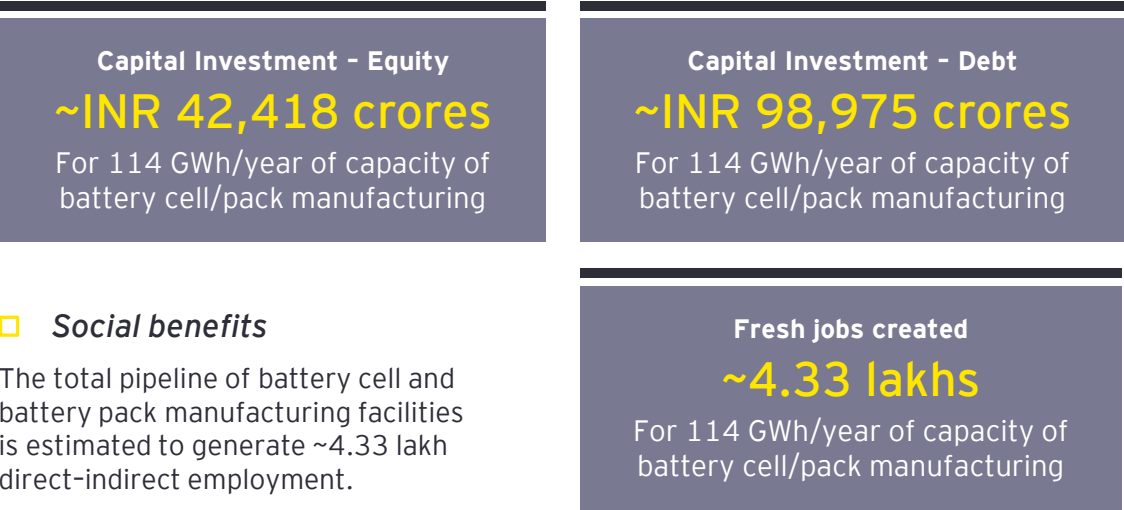 Capital Investment – Equity
~INR 42,418 crores
For 114 GWh/year of capacity of
battery cell/pack manufacturing
Capital Investment – Debt
~INR 98,975 crores
For 114 GWh/year of capacity of
battery cell/pack manufacturing
Social benefits
The total pipeline of battery cell and
battery pack manufacturing facilities
is estimated to generate ~4.33 lakh
direct–indirect employment.
Fresh jobs created
~4.33 lakhs
For 114 GWh/year of capacity of
battery cell/pack manufacturing